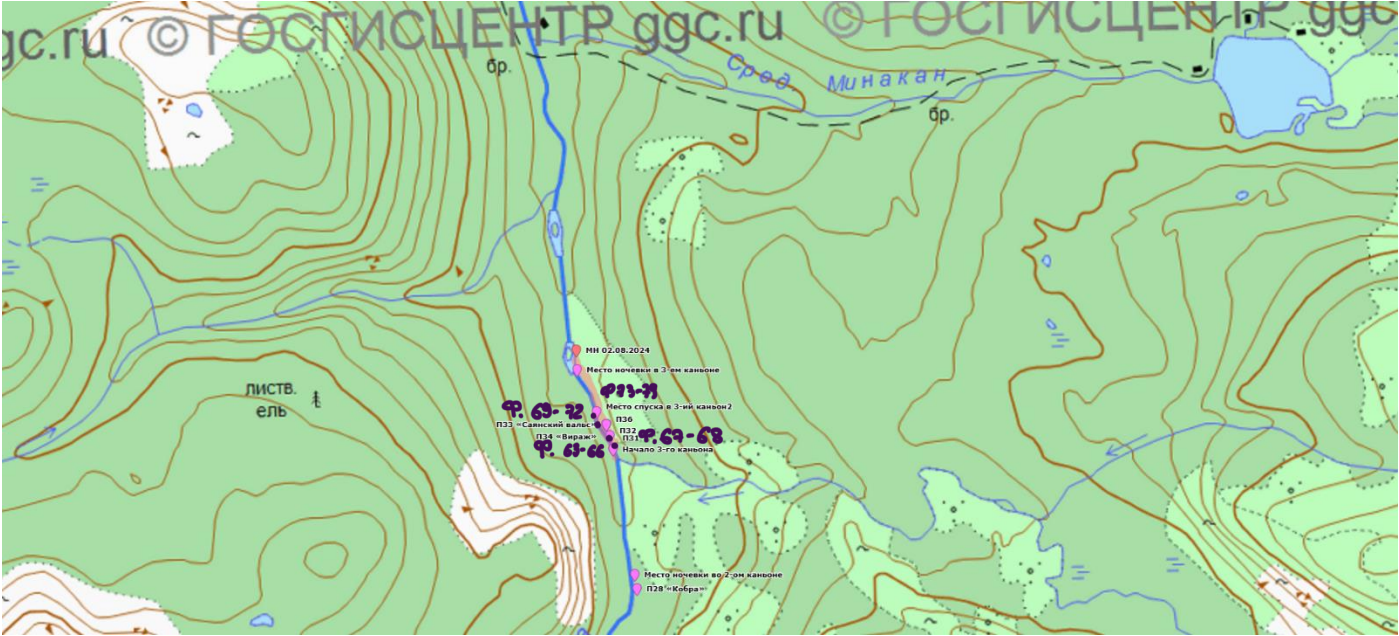 gc.ru © ГОСГИСЦЕНТР ggc.ru © ГОСГИСЦЕНТР ggc
бр.
Сред. Минакан
бр.
МН 02.08.2024
Место ночевки в 3-ем каньоне
листв.
ель
Ф. 73-79
Ф. 69-72
Место спуска в 3-ий каньон2
П36
П33 «Саянский вальс»
П32
П34 «Вираж»
П31
Ф. 67-68
Ф. 63-66
Начало 3-го каньона
Место ночевки во 2-ом каньоне
П28 «Кобра»